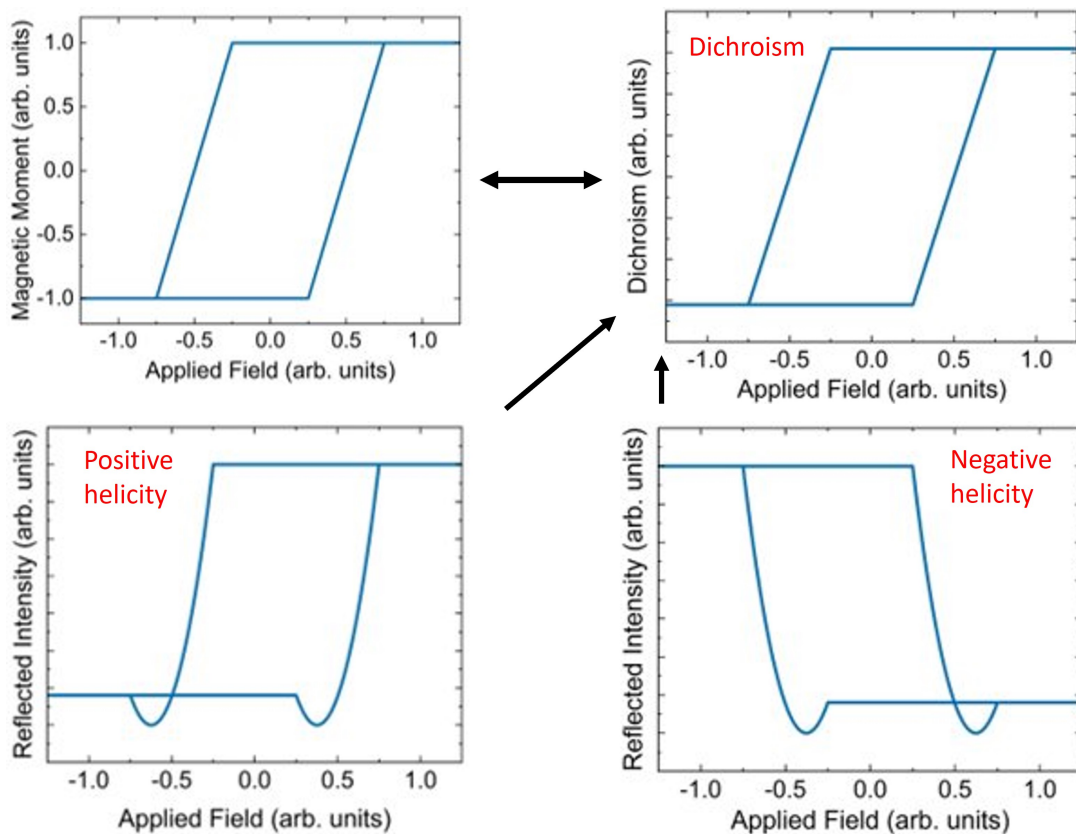 Magnetic Moment (arb. units)
1.0
0.5
0.0
-0.5
-1.0
-1.0 -0.5 0.0 0.5 1.0
Applied Field (arb. units)
Dichroism
Dichroism (arb. units)
-1.0 -0.5 0.0 0.5 1.0
Applied Field (arb. units)
Positive
helicity
Reflected Intensity (arb. units)
-1.0 -0.5 0.0 0.5 1.0
Applied Field (arb. units)
Negative
helicity
Reflected Intensity (arb. units)
-1.0 -0.5 0.0 0.5 1.0
Applied Field (arb. units)